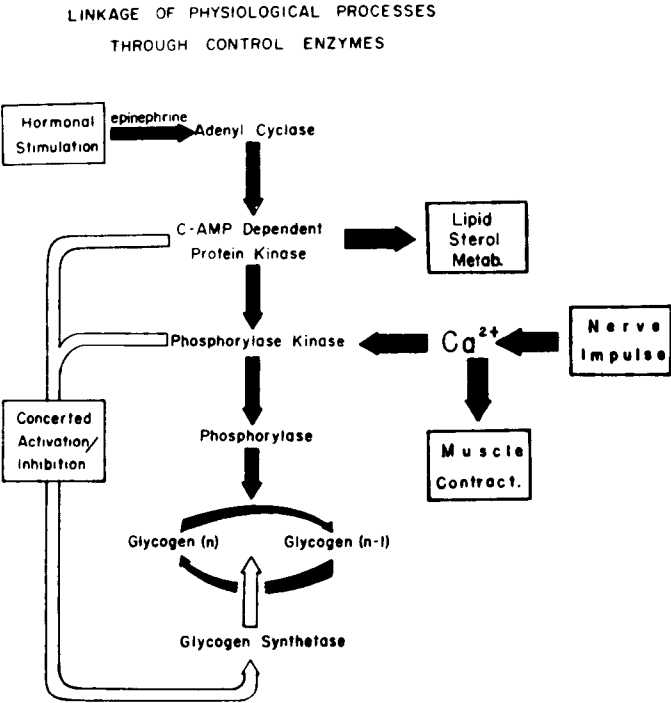 LINKAGE OF PHYSIOLOGICAL PROCESSES
THROUGH CONTROL ENZYMES
Hormonal
Stimulation
epinephrine
Adenyl Cyclase
C-AMP Dependent
Protein Kinase
Lipid
Sterol
Metab.
Phosphorylase Kinase
Ca²⁺
Nerve
Impulse
Concerted
Activation/
Inhibition
Phosphorylase
Muscle
Contract.
Glycogen (n)
Glycogen (n-1)
Glycogen Synthetase